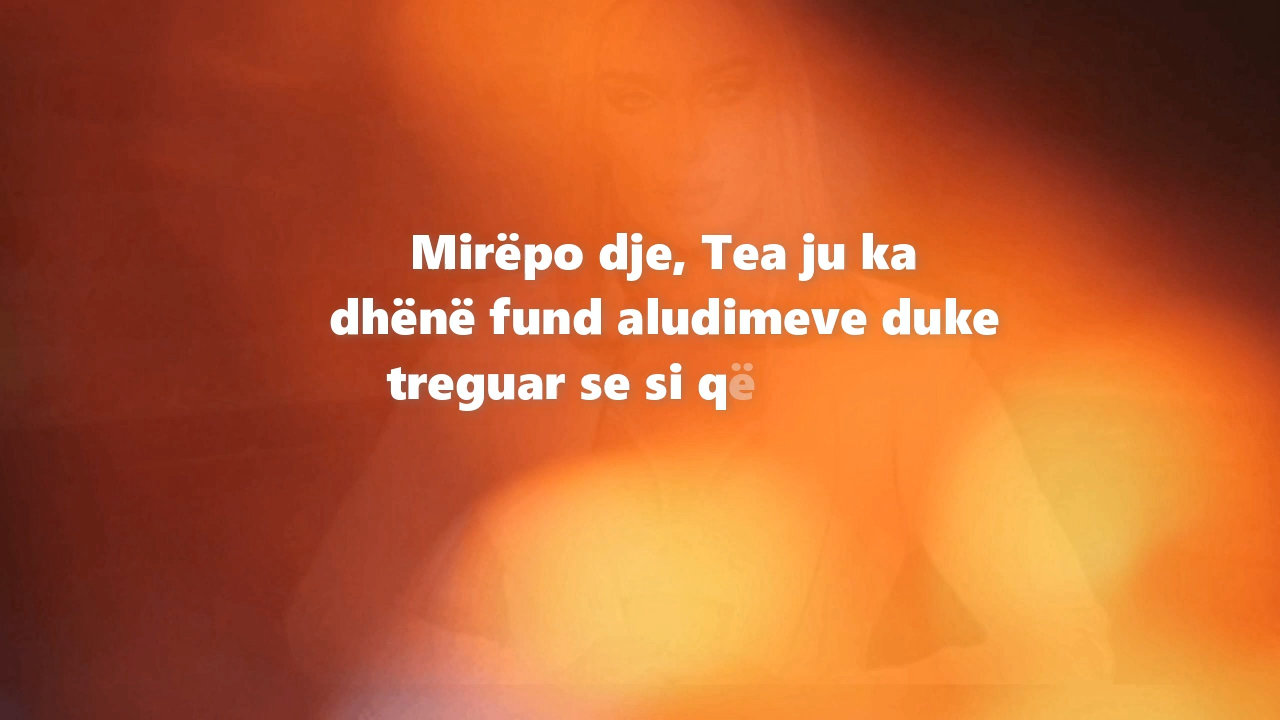 Mirëpo dje, Tea ju ka
dhënë fund aludimeve duke
treguar se si që